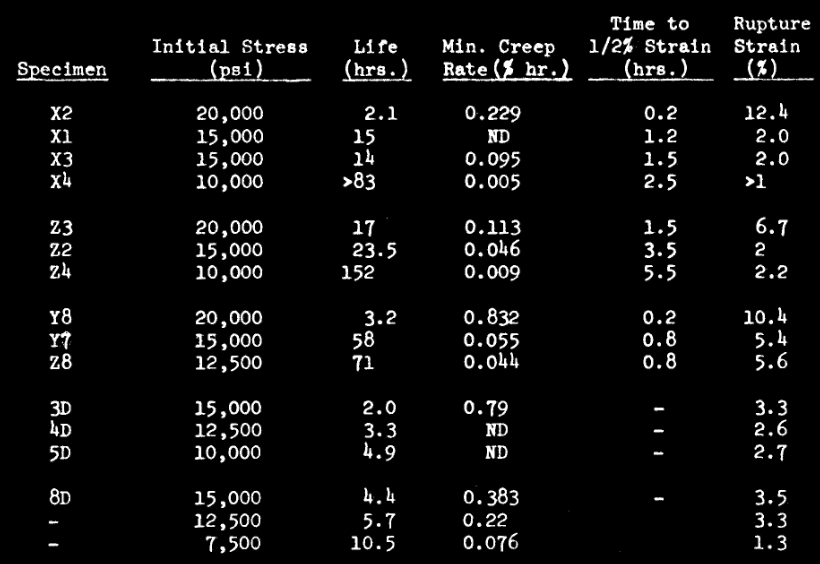 Time to Rupture
Initial Stress Life Min. Creep 1/2% Strain Strain
Specimen (psi) (hrs.) Rate(% hr.) (hrs.) (%)
X2 20,000 2.1 0.229 0.2 12.4
X1 15,000 15 ND 1.2 2.0
X3 15,000 14 0.095 1.5 2.0
X4 10,000 >83 0.005 2.5 >1
Z3 20,000 17 0.113 1.5 6.7
Z2 15,000 23.5 0.046 3.5 2
Z4 10,000 152 0.009 5.5 2.2
Y8 20,000 3.2 0.832 0.2 10.4
Y7 15,000 58 0.055 0.8 5.4
Z8 12,500 71 0.044 0.8 5.6
3D 15,000 2.0 0.79 - 3.3
4D 12,500 3.3 ND - 2.6
5D 10,000 4.9 ND - 2.7
8D 15,000 4.4 0.383 - 3.5
- 12,500 5.7 0.22 3.3
- 7,500 10.5 0.076 1.3